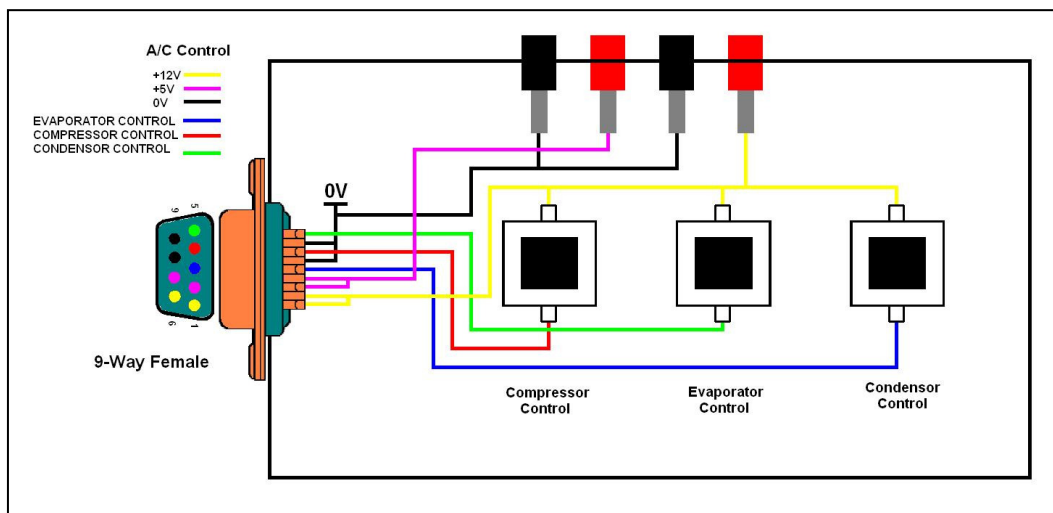 A/C Control
+12V
+5V
0V
EVAPORATOR CONTROL
COMPRESSOR CONTROL
CONDENSOR CONTROL
0V
9
5
6
1
9-Way Female
Compressor
Control
Evaporator
Control
Condensor
Control